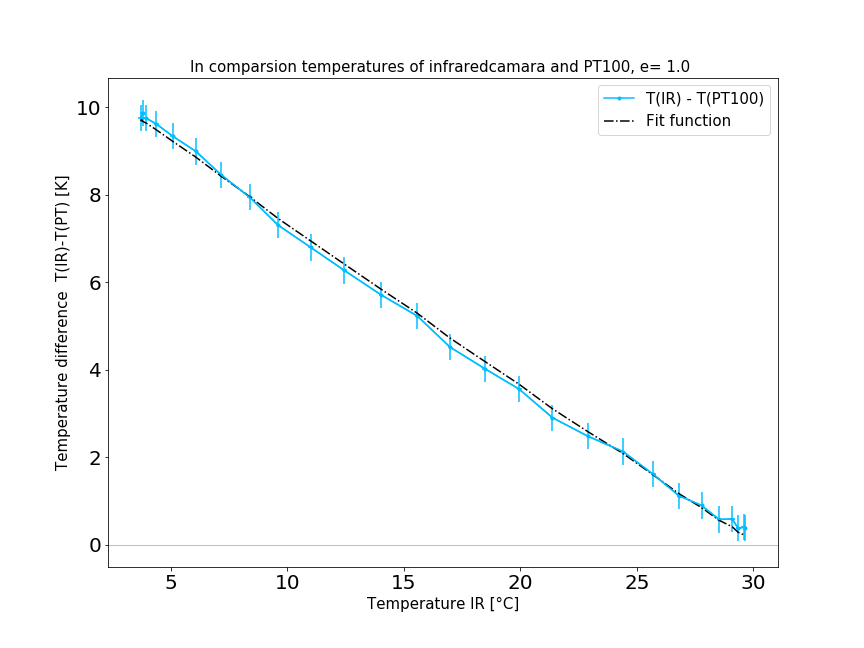 In comparsion temperatures of infraredcamara and PT100, e= 1.0
T(IR) - T(PT100)
Fit function
Temperature difference  T(IR)-T(PT) [K]
10
8
6
4
2
0
5 10 15 20 25 30
Temperature IR [°C]